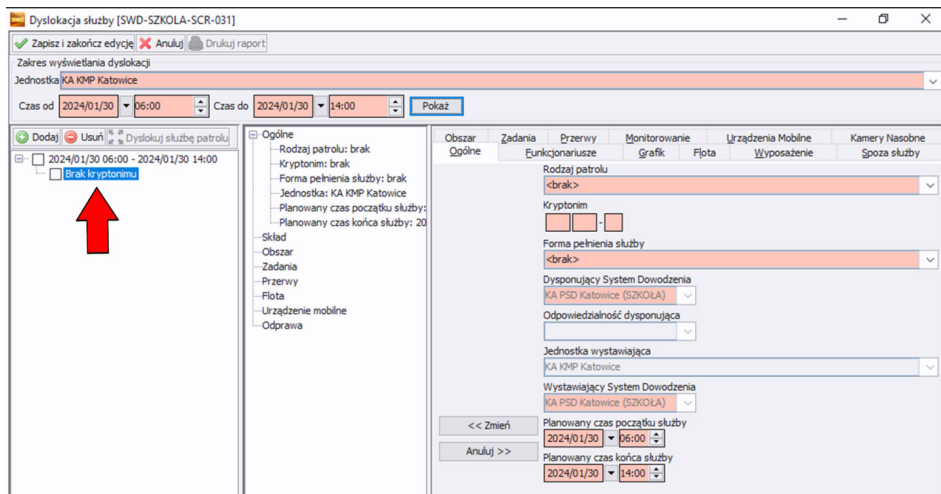 Dyslokacja służby [SWD-SZKOLA-SCR-031]
Zapisz i zakończ edycję Anuluj Drukuj raport
Zakres wyświetlania dyslokacji
Jednostka KA KMP Katowice
Czas od 2024/01/30 06:00 Czas do 2024/01/30 14:00 Pokaż
Dodaj Usuń Dyslokuj służbę patrolu
2024/01/30 06:00 - 2024/01/30 14:00
Brak kryptonimu
Ogólne
Rodzaj patrolu: brak
Kryptonim: brak
Forma pełnienia służby: brak
Jednostka: KA KMP Katowice
Planowany czas początku służby:
Planowany czas końca służby: 20
Skład
Obszar
Zadania
Przerwy
Flota
Urządzenie mobilne
Odprawa
Obszar Zadania Przerwy Monitorowanie Urządzenia Mobilne Kamery Nasobne
Ogólne Funkcjonariusze Grafik Flota Wyposażenie Spoza służby
Rodzaj patrolu
<brak>
Kryptonim
-
Forma pełnienia służby
<brak>
Dysponujący System Dowodzenia
KA PSD Katowice (SZKOŁA)
Odpowiedzialność dysponująca
Jednostka wystawiająca
KA KMP Katowice
Wystawiający System Dowodzenia
KA PSD Katowice (SZKOŁA)
<< Zmień
Anuluj >>
Planowany czas początku służby
2024/01/30 06:00
Planowany czas końca służby
2024/01/30 14:00